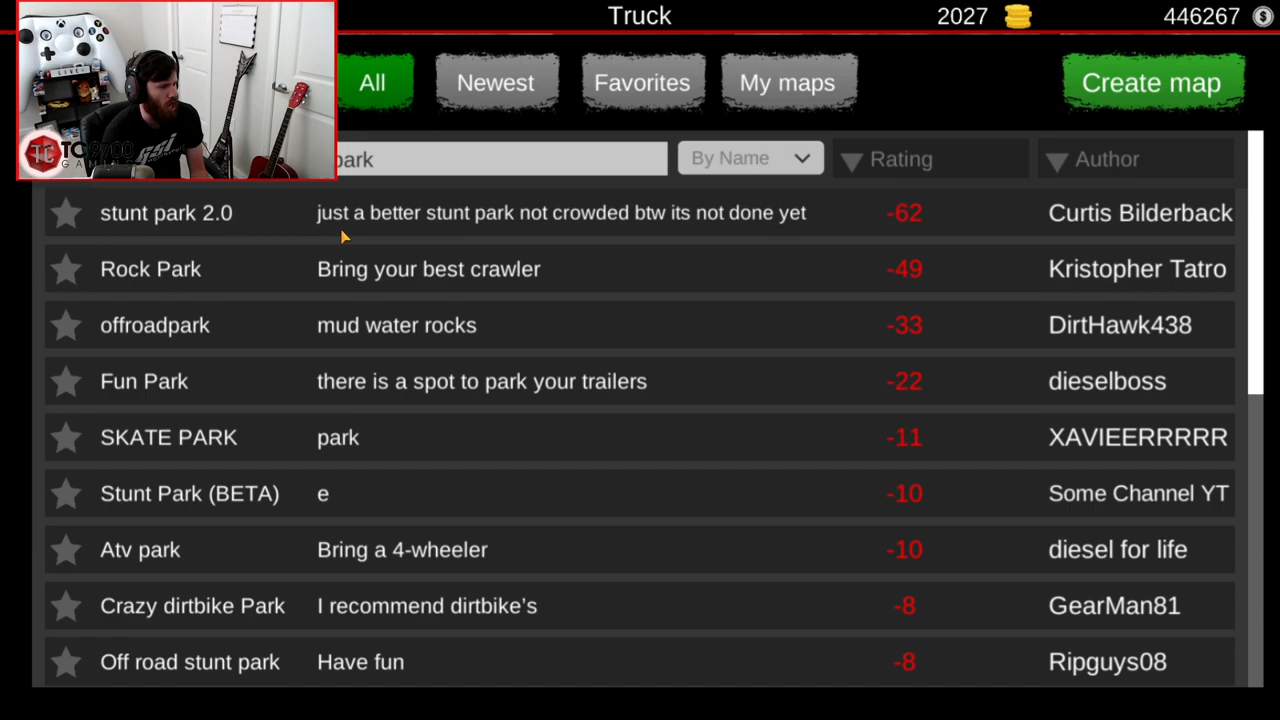 Truck
2027
446267
All
Newest
Favorites
My maps
Create map
park
By Name
Rating
Author
stunt park 2.0 just a better stunt park not crowded btw its not done yet -62 Curtis Bilderback
Rock Park Bring your best crawler -49 Kristopher Tatro
offroadpark mud water rocks -33 DirtHawk438
Fun Park there is a spot to park your trailers -22 dieselboss
SKATE PARK park -11 XAVIEERRRRR
Stunt Park (BETA) e -10 Some Channel YT
Atv park Bring a 4-wheeler -10 diesel for life
Crazy dirtbike Park I recommend dirtbike's -8 GearMan81
Off road stunt park Have fun -8 Ripguys08